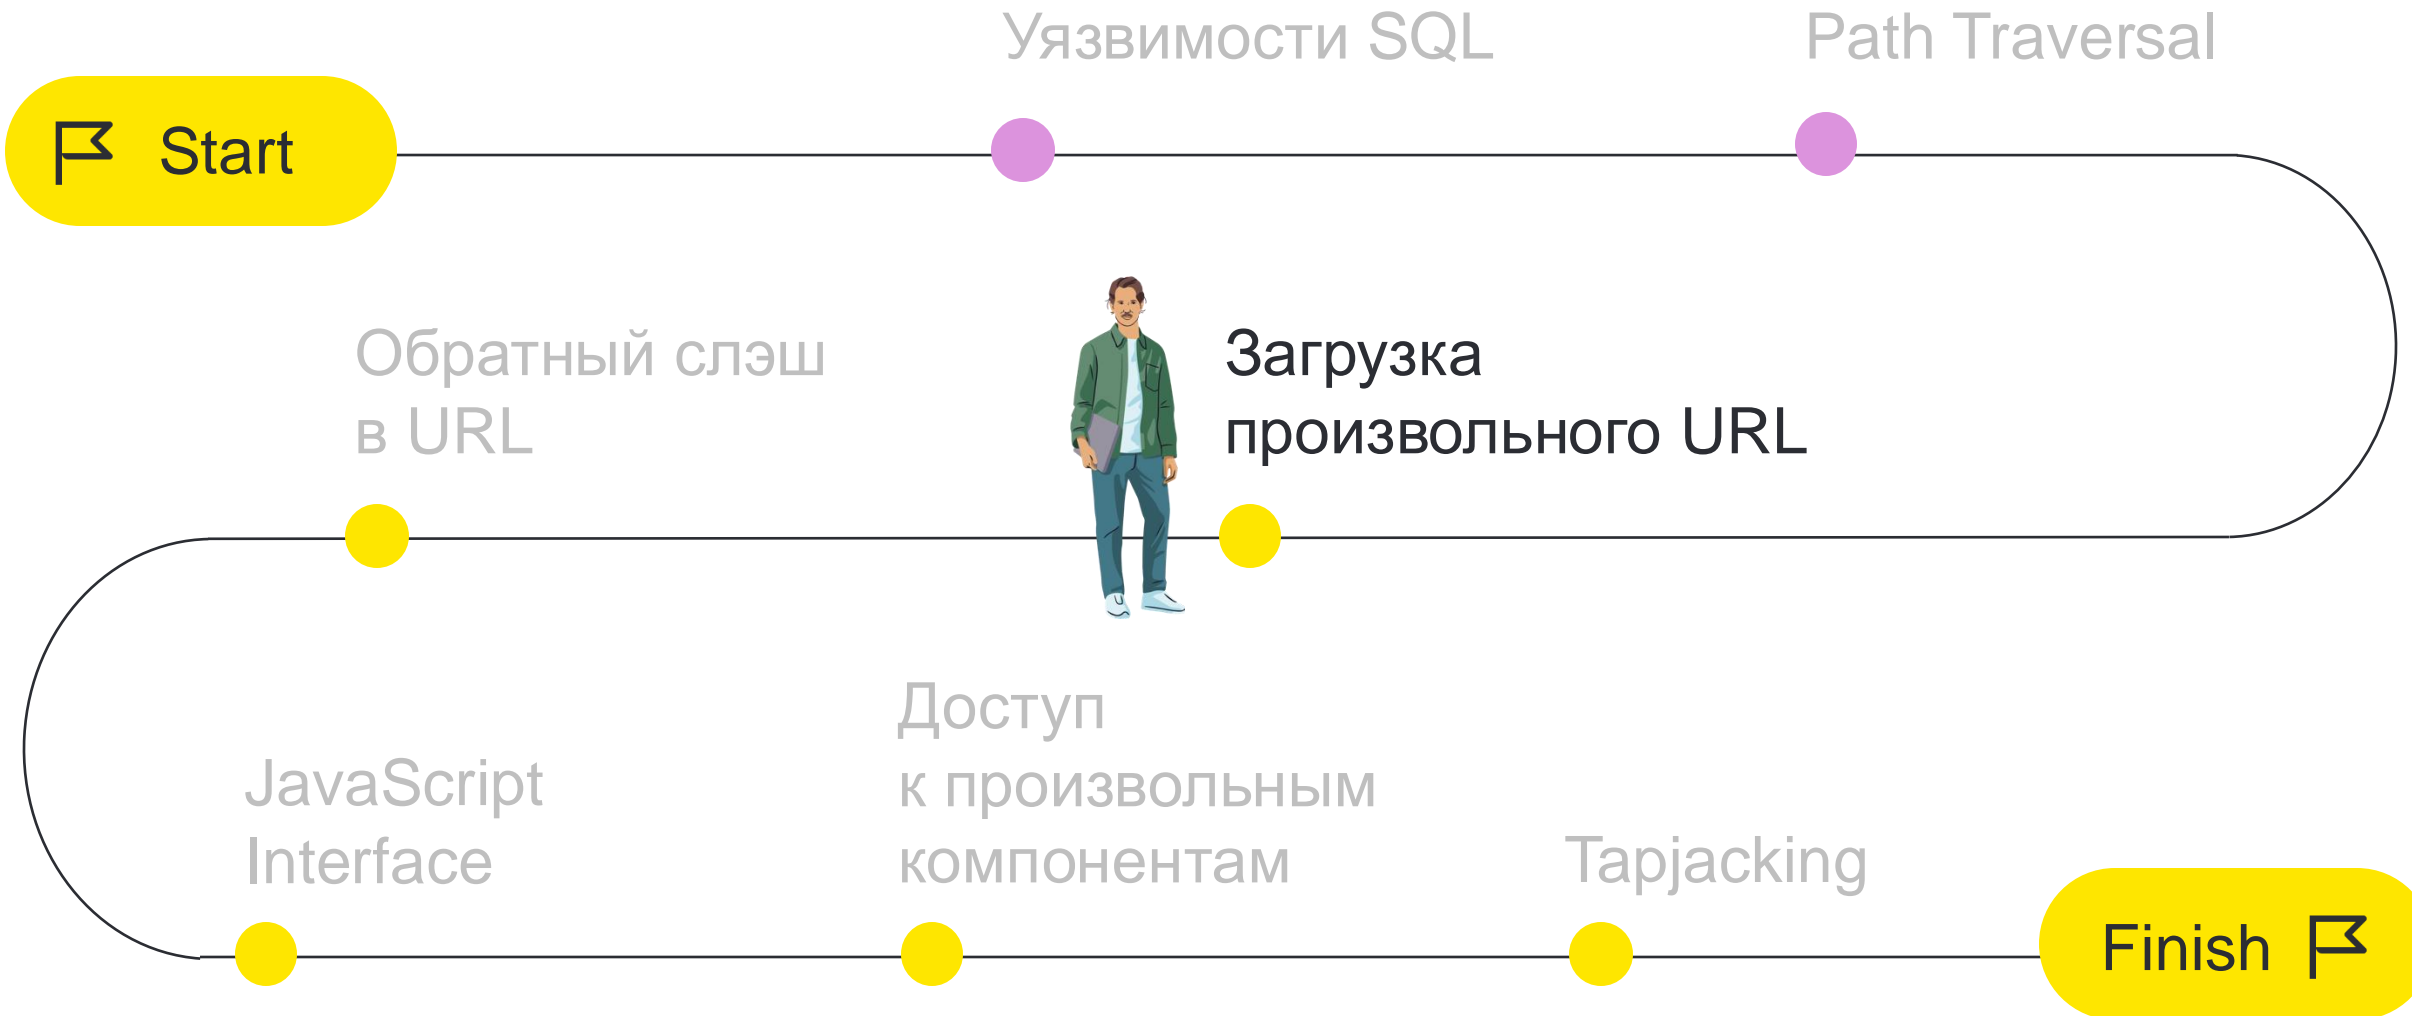 Уязвимости SQL
Path Traversal
Start
Загрузка
произвольного URL
Обратный слэш
в URL
JavaScript
Interface
Доступ
к произвольным
компонентам
Tapjacking
Finish